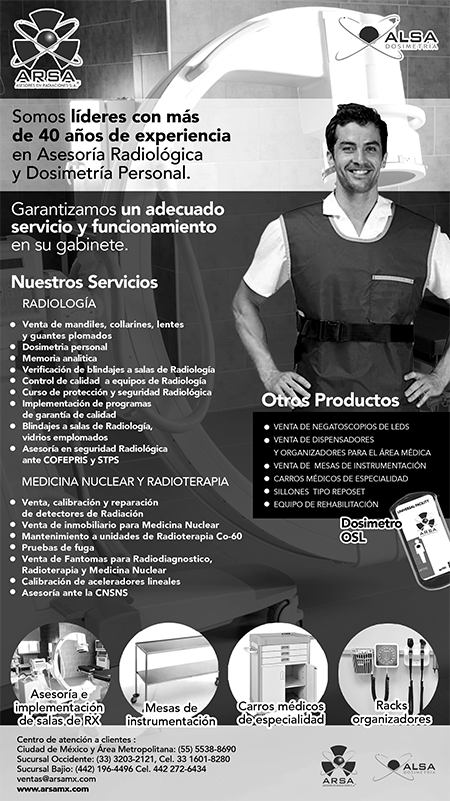 ARSA
ASESORES EN RADIACIONES S.A.
ALSA
DOSIMETRÍA
Somos líderes con más
de 40 años de experiencia
en Asesoría Radiológica
y Dosimetría Personal.
Garantizamos un adecuado
servicio y funcionamiento
en su gabinete.
Nuestros Servicios
RADIOLOGÍA
• Venta de mandiles, collarines, lentes
y guantes plomados
• Dosimetria personal
• Memoria analitica
• Verificación de blindajes a salas de Radiología
• Control de calidad a equipos de Radiología
• Curso de protección y seguridad Radiológica
• Implementación de programas
de garantía de calidad
• Blindajes a salas de Radiología,
vidrios emplomados
• Asesoría en seguridad Radiológica
ante COFEPRIS y STPS
MEDICINA NUCLEAR Y RADIOTERAPIA
• Venta, calibración y reparación
de detectores de Radiación
• Venta de inmobiliario para Medicina Nuclear
• Mantenimiento a unidades de Radioterapia Co-60
• Pruebas de fuga
• Venta de Fantomas para Radiodiagnostico,
Radioterapia y Medicina Nuclear
• Calibración de aceleradores lineales
• Asesoría ante la CNSNS
Otros Productos
• VENTA DE NEGATOSCOPIOS DE LEDS
• VENTA DE DISPENSADORES
Y ORGANIZADORES PARA EL ÁREA MÉDICA
• VENTA DE MESAS DE INSTRUMENTACIÓN
• CARROS MÉDICOS DE ESPECIALIDAD
• SILLONES TIPO REPOSET
• EQUIPO DE REHABILITACIÓN
Dosimetro
OSL
UNIVERSAL FACILITY
ARSA
Asesoría e
implementación
de salas de RX
Mesas de
instrumentación
Carros médicos
de especialidad
Racks
organizadores
Centro de atención a clientes :
Ciudad de México y Área Metropolitana: (55) 5538-8690
Sucursal Occidente: (33) 3203-2121, Cel. 33 1601-8280
Sucursal Bajio: (442) 196-4496 Cel. 442 272-6434
ventas@arsamx.com
www.arsamx.com
ARSA
ALSA
DOSIMETRÍA